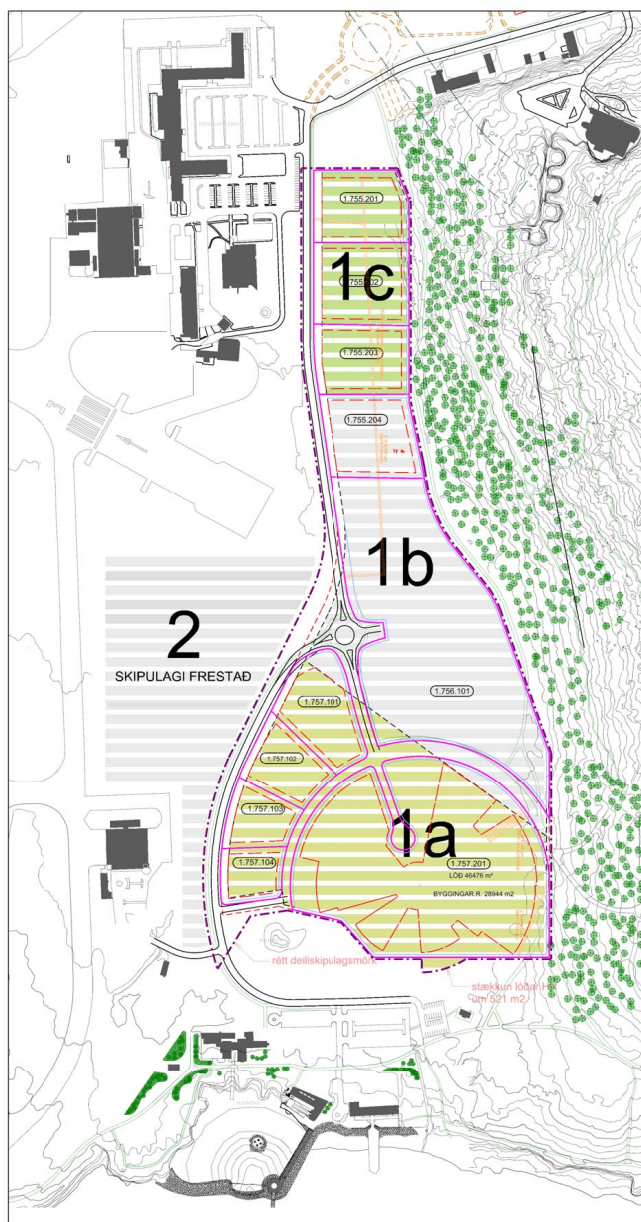 1.755.201
1c
1.755.202
1.755.203
1.755.204
1b
2
SKIPULAGI FRESTAÐ
1.756.101
1.757.101
1.757.102
1.757.103
1a
1.757.104
1.757.201
LÓÐ 46476 m²
BYGGINGAR.R. 28944 m2
rétt deiliskipulagsmörk
stækkun lóðar HR
um 521 m2